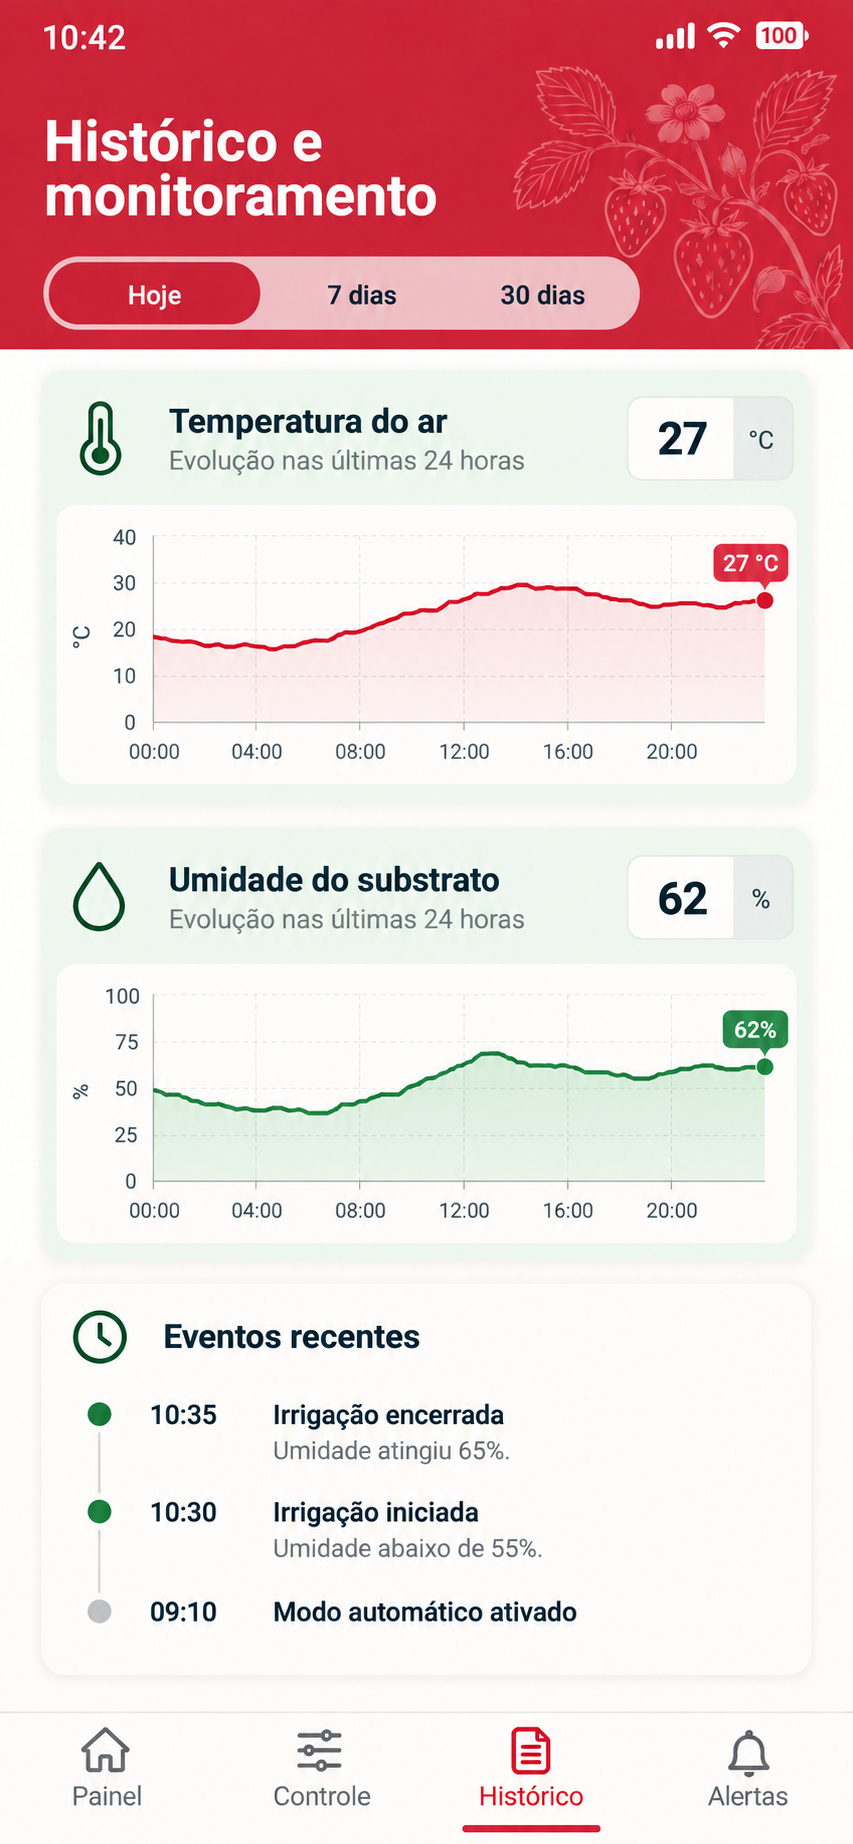 10:42
100
Histórico e
monitoramento
Hoje 7 dias 30 dias
Temperatura do ar
Evolução nas últimas 24 horas
27 °C
40
30
20
10
0
°C
27 °C
00:00 04:00 08:00 12:00 16:00 20:00
Umidade do substrato
Evolução nas últimas 24 horas
62 %
100
75
50
25
0
%
62%
00:00 04:00 08:00 12:00 16:00 20:00
Eventos recentes
10:35 Irrigação encerrada
Umidade atingiu 65%.
10:30 Irrigação iniciada
Umidade abaixo de 55%.
09:10 Modo automático ativado
Painel Controle Histórico Alertas